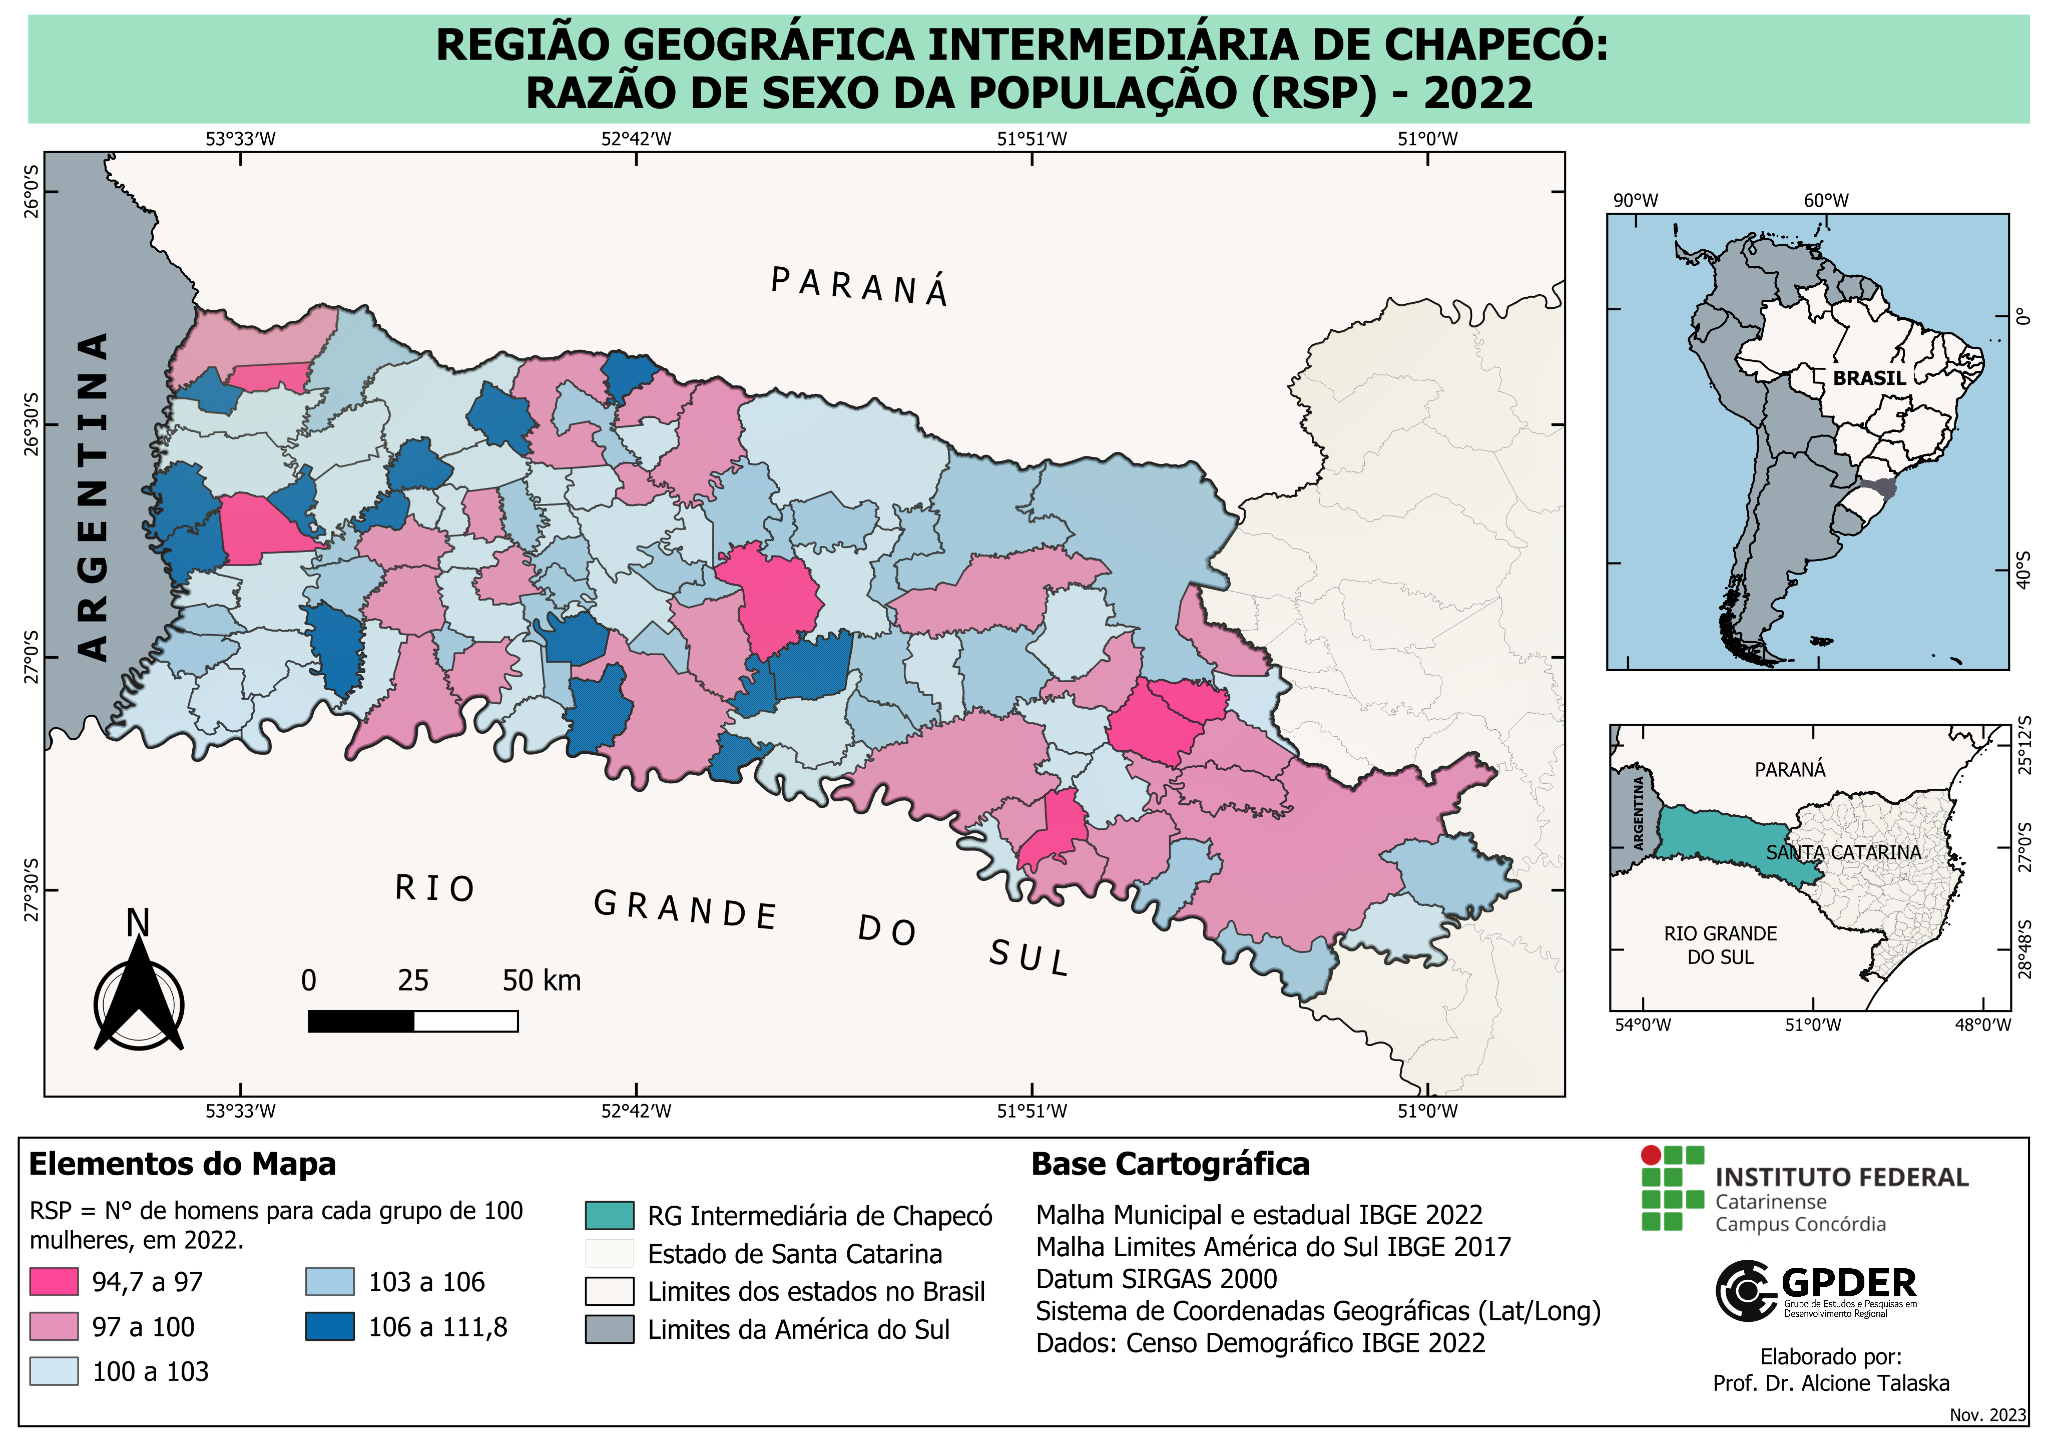 REGIÃO GEOGRÁFICA INTERMEDIÁRIA DE CHAPECÓ:
RAZÃO DE SEXO DA POPULAÇÃO (RSP) - 2022
53°33'W 52°42'W 51°51'W 51°0'W
26°0'S
26°30'S
27°0'S
27°30'S
PARANÁ
ARGENTINA
RIO GRANDE DO SUL
N
0 25 50 km
53°33'W 52°42'W 51°51'W 51°0'W
90°W 60°W
0°
40°S
BRASIL
25°12'S
27°0'S
28°48'S
PARANÁ
ARGENTINA
SANTA CATARINA
RIO GRANDE
DO SUL
54°0'W 51°0'W 48°0'W
Elementos do Mapa
RSP = N° de homens para cada grupo de 100
mulheres, em 2022.
94,7 a 97
97 a 100
100 a 103
103 a 106
106 a 111,8
RG Intermediária de Chapecó
Estado de Santa Catarina
Limites dos estados no Brasil
Limites da América do Sul
Base Cartográfica
Malha Municipal e estadual IBGE 2022
Malha Limites América do Sul IBGE 2017
Datum SIRGAS 2000
Sistema de Coordenadas Geográficas (Lat/Long)
Dados: Censo Demográfico IBGE 2022
INSTITUTO FEDERAL
Catarinense
Campus Concórdia
GPDER
Grupo de Estudos e Pesquisas em
Desenvolvimento Regional
Elaborado por:
Prof. Dr. Alcione Talaska
Nov. 2023